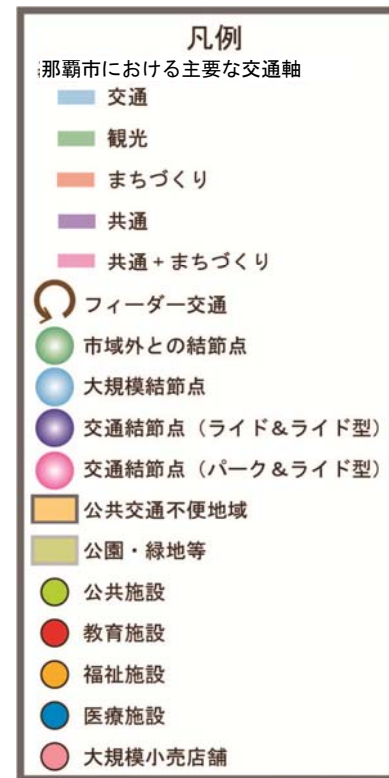 凡例
那覇市における主要な交通軸
交通
観光
まちづくり
共通
共通+まちづくり
フィーダー交通
市域外との結節点
大規模結節点
交通結節点（ライド&ライド型）
交通結節点（パーク&ライド型）
公共交通不便地域
公園・緑地等
公共施設
教育施設
福祉施設
医療施設
大規模小売店舗